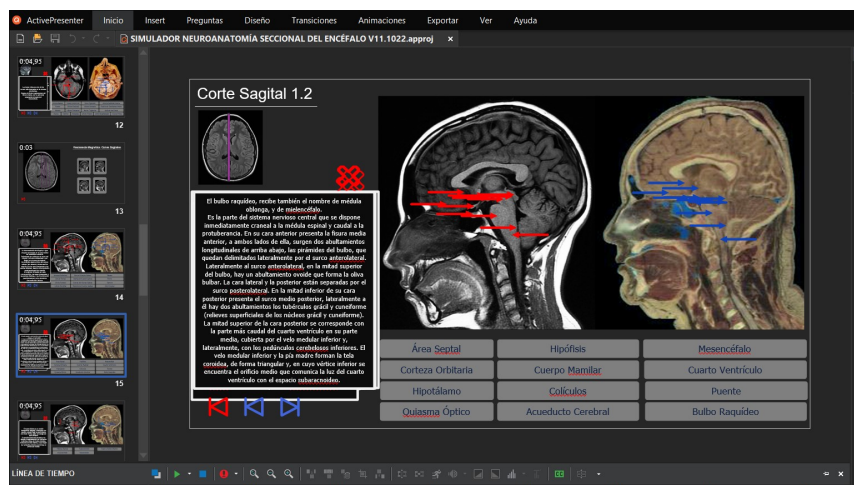 ActivePresenter Inicio Insert Preguntas Diseño Transiciones Animaciones Exportar Ver Ayuda
SIMULADOR NEUROANATOMÍA SECCIONAL DEL ENCÉFALO V11.1022.approj ×
0:04,95
12
0:03
13
0:04,95
14
0:04,95
15
0:04,95
Corte Sagital 1.2
El bulbo raquídeo, recibe también el nombre de médula
oblonga, y de mielencéfalo.
Es la parte del sistema nervioso central que se dispone
inmediatamente craneal a la médula espinal y caudal a la
protuberancia. En su cara anterior presenta la fisura media
anterior, a ambos lados de ella, surgen dos abultamientos
longitudinales de arriba abajo, las pirámides del bulbo, que
quedan delimitados lateralmente por el surco anterolateral.
Lateralmente al surco anterolateral, en la mitad superior
del bulbo, hay un abultamiento ovoide que forma la oliva
bulbar. La cara lateral y la posterior están separadas por el
surco posterolateral. En la mitad inferior de su cara
posterior presenta el surco medio posterior, lateralmente a
él hay dos abultamientos los tubérculos grácil y cuneiforme
(relieves superficiales de los núcleos grácil y cuneiforme).
La mitad superior de la cara posterior se corresponde con
la parte más caudal del cuarto ventrículo en su parte
media, cubierta por el velo modular inferior y,
lateralmente, con los pedúnculos cerebelosos inferiores. El
velo modular inferior y la pía madre forman la tela
coroidea, de forma triangular y, en cuyo vértice inferior se
encuentra el orificio medio que comunica la luz del cuarto
ventrículo con el espacio subaracnoideo.
Área Septal Hipófisis Mesencéfalo
Corteza Orbitaria Cuerpo Mamilar Cuarto Ventrículo
Hipotálamo Colículos Puente
Quiasma Óptico Acueducto Cerebral Bulbo Raquídeo
LÍNEA DE TIEMPO